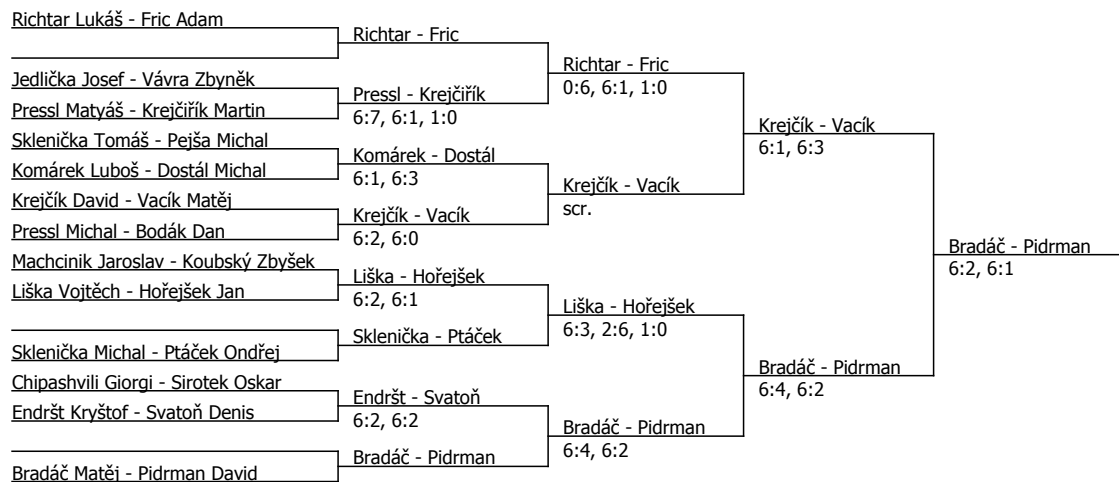 Richtar Lukáš - Fric Adam
Jedlička Josef - Vávra Zbyněk
Pressl Matyáš - Krejčiřík Martin
Sklenička Tomáš - Pejša Michal
Komárek Luboš - Dostál Michal
Krejčík David - Vacík Matěj
Pressl Michal - Bodák Dan
Machcinik Jaroslav - Koubský Zbyšek
Liška Vojtěch - Hořejšek Jan
Sklenička Michal - Ptáček Ondřej
Chipashvili Giorgi - Sirotek Oskar
Endršt Kryštof - Svatoň Denis
Bradáč Matěj - Pidrman David
Richtar - Fric
Pressl - Krejčiřík
6:7, 6:1, 1:0
Komárek - Dostál
6:1, 6:3
Krejčík - Vacík
6:2, 6:0
Liška - Hořejšek
6:2, 6:1
Sklenička - Ptáček
Endršt - Svatoň
6:2, 6:2
Bradáč - Pidrman
Richtar - Fric
0:6, 6:1, 1:0
Krejčík - Vacík
scr.
Liška - Hořejšek
6:3, 2:6, 1:0
Bradáč - Pidrman
6:4, 6:2
Krejčík - Vacík
6:1, 6:3
Bradáč - Pidrman
6:4, 6:2
Bradáč - Pidrman
6:2, 6:1